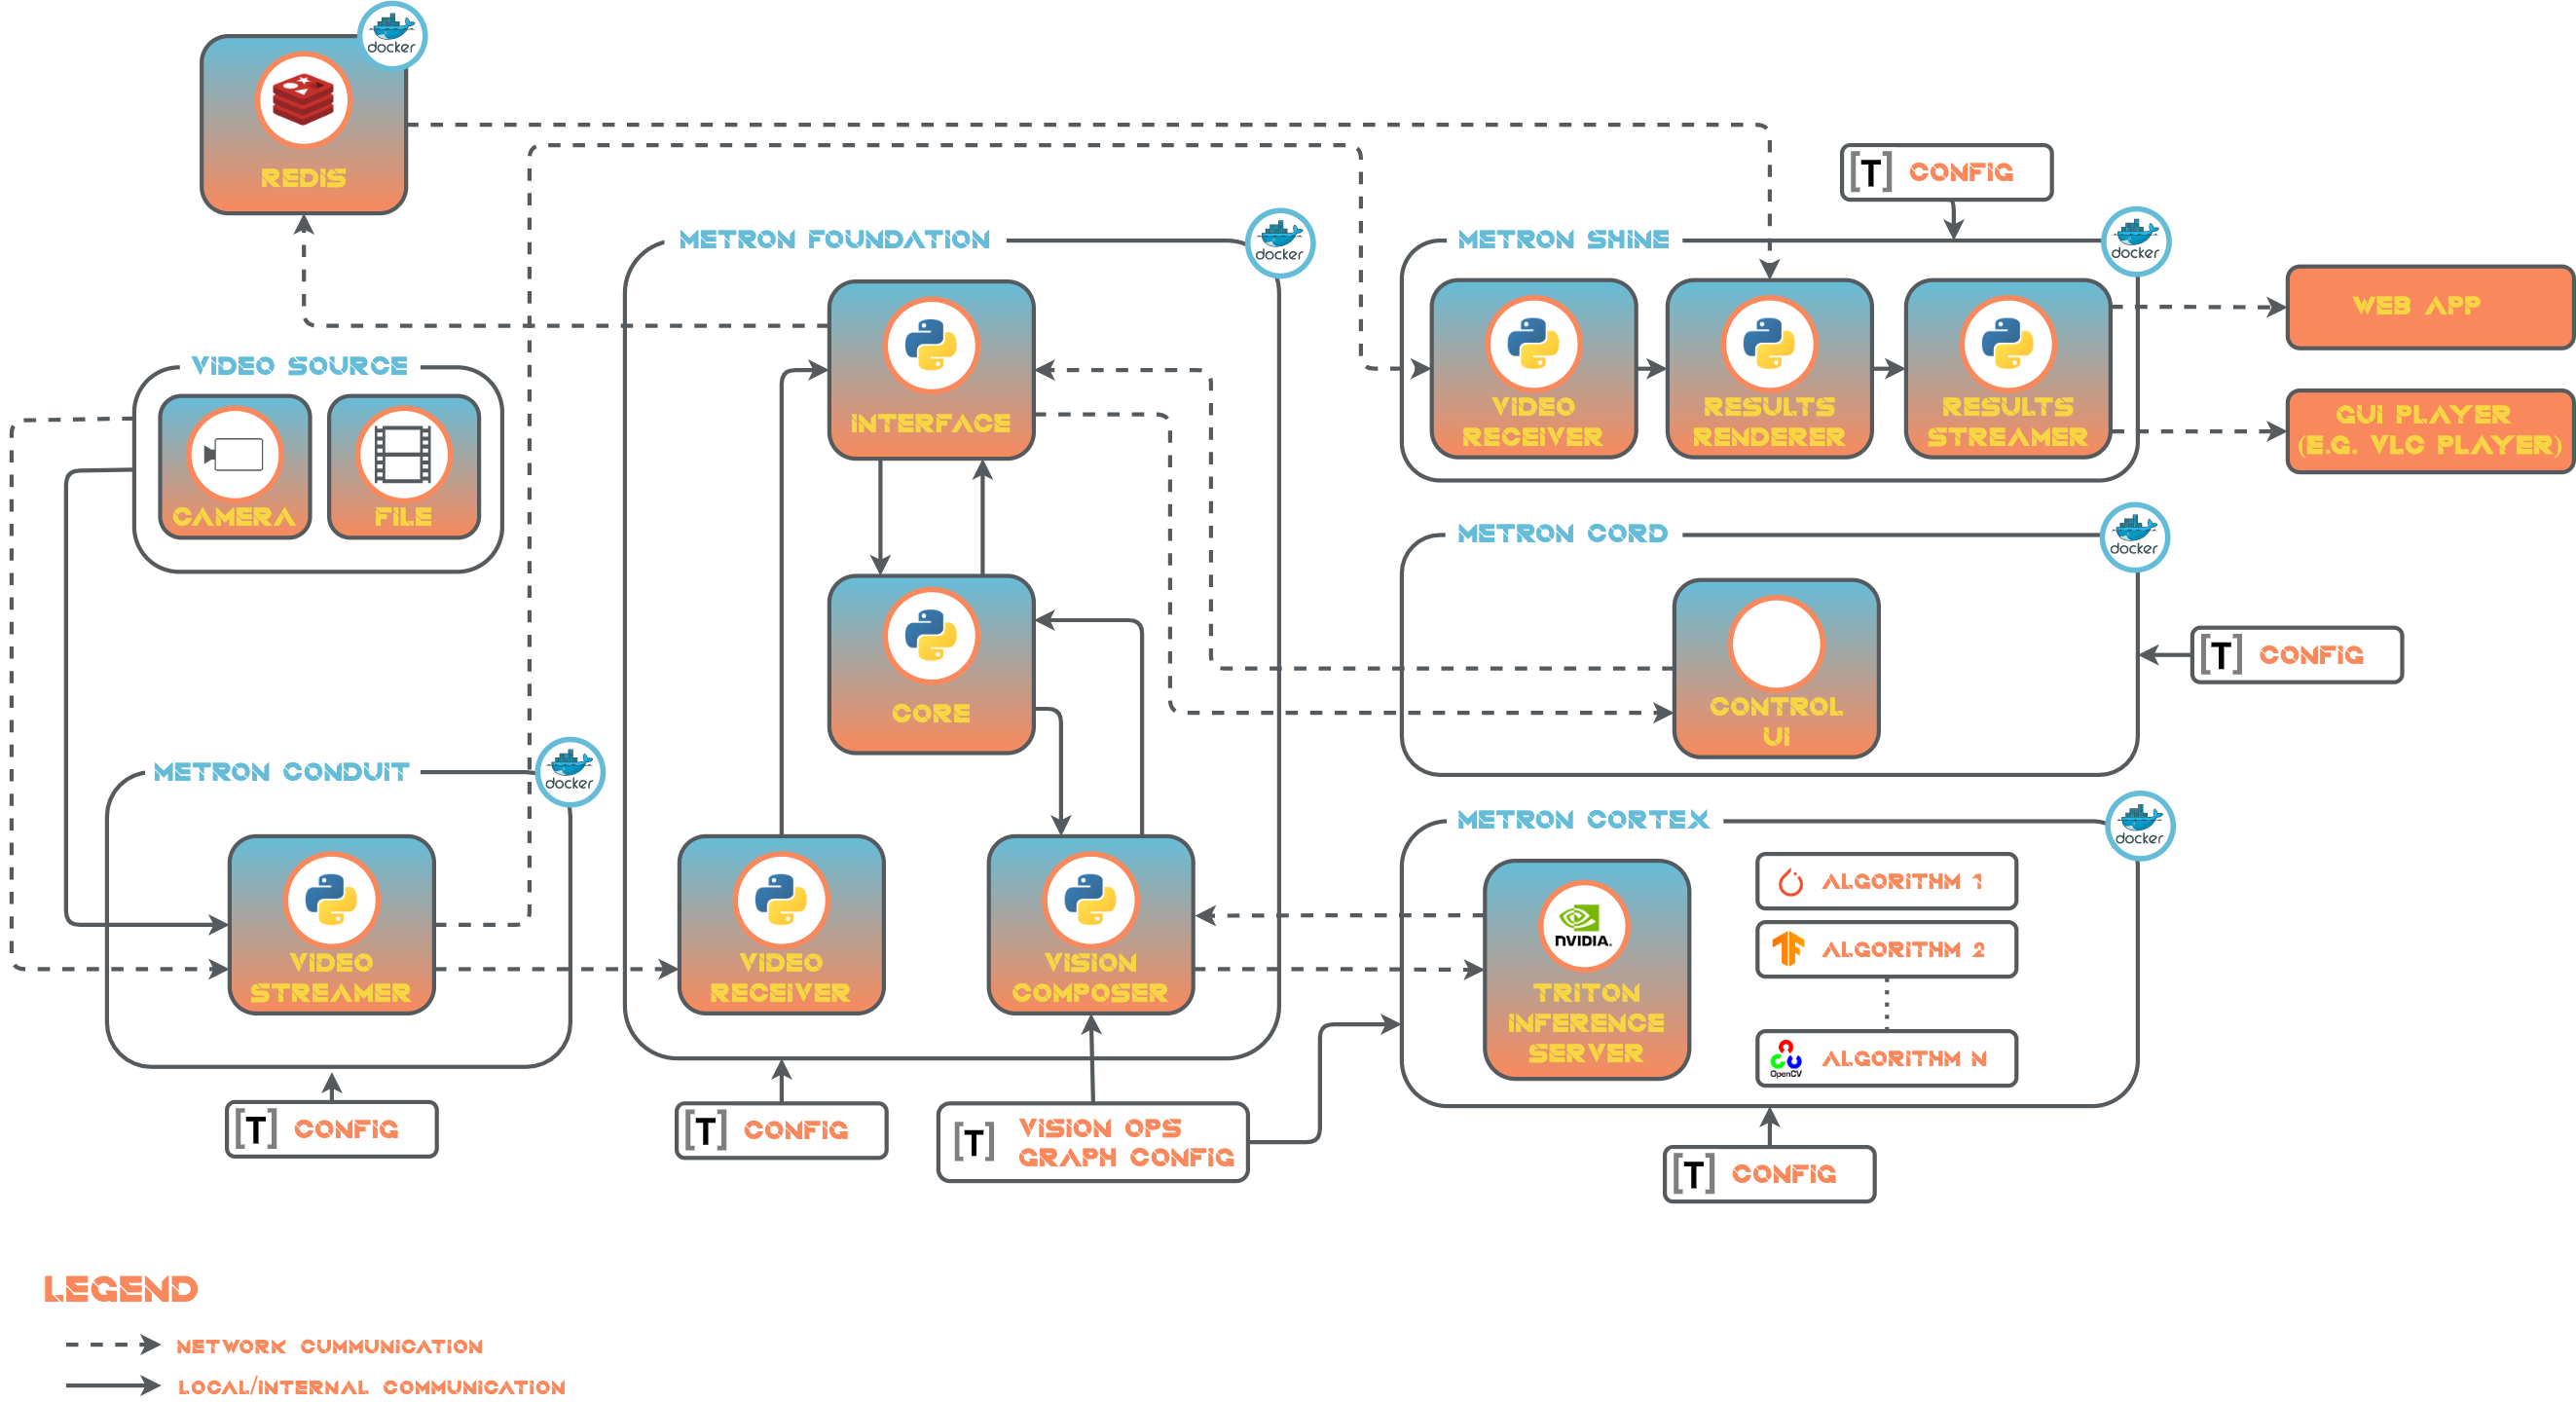 docker
REDIS
[T] CONFIG
METRON FOUNDATION
docker
METRON SHINE
docker
INTERFACE
VIDEO
RECEIVER
RESULTS
RENDERER
RESULTS
STREAMER
WEB APP
GUI PLAYER
(E.G. VLC PLAYER)
VIDEO SOURCE
CAMERA
FILE
CORE
METRON CORD
docker
CONTROL
UI
[T] CONFIG
METRON CONDUIT
docker
VIDEO
STREAMER
[T] CONFIG
VIDEO
RECEIVER
VISION
COMPOSER
[T] CONFIG
[T] VISION OPS
GRAPH CONFIG
METRON CORTEX
docker
NVIDIA.
TRITON
INFERENCE
SERVER
ALGORITHM 1
ALGORITHM 2
OpenCV
ALGORITHM N
[T] CONFIG
LEGEND
NETWORK CUMMUNICATION
LOCAL/INTERNAL COMMUNICATION